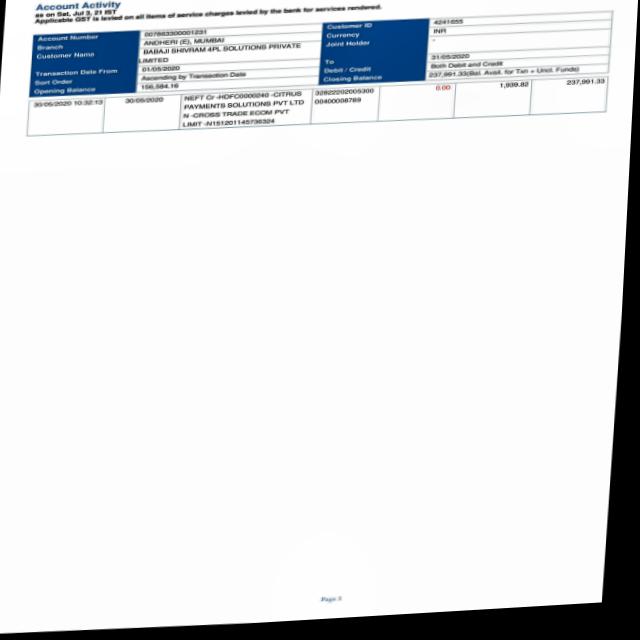 Account Activity
as on Sat, Jul 3, 21 IST
Applicable GST is levied on all items of service charges levied by the bank for services rendered.
Account Number 007863300001231 Customer ID 4241655
Branch ANDHERI (E), MUMBAI Currency INR
Customer Name BABAJI SHIVRAM 4PL SOLUTIONS PRIVATE LIMITED Joint Holder -
Transaction Date From 01/05/2020 To 31/05/2020
Sort Order Ascending by Transaction Date Debit / Credit Both Debit and Credit
Opening Balance 156,584.16 Closing Balance 237,991.33(Bal. Avail. for Txn + Uncl. Funds)
30/05/2020 10:32:13 30/05/2020 NEFT Cr -HDFC0000240 -CITRUS 32822202005300 0.00 1,939.82 237,991.33
PAYMENTS SOLUTIONS PVT LTD 00400008789
N -CROSS TRADE ECOM PVT
LIMIT -N151201145736324
Page 3